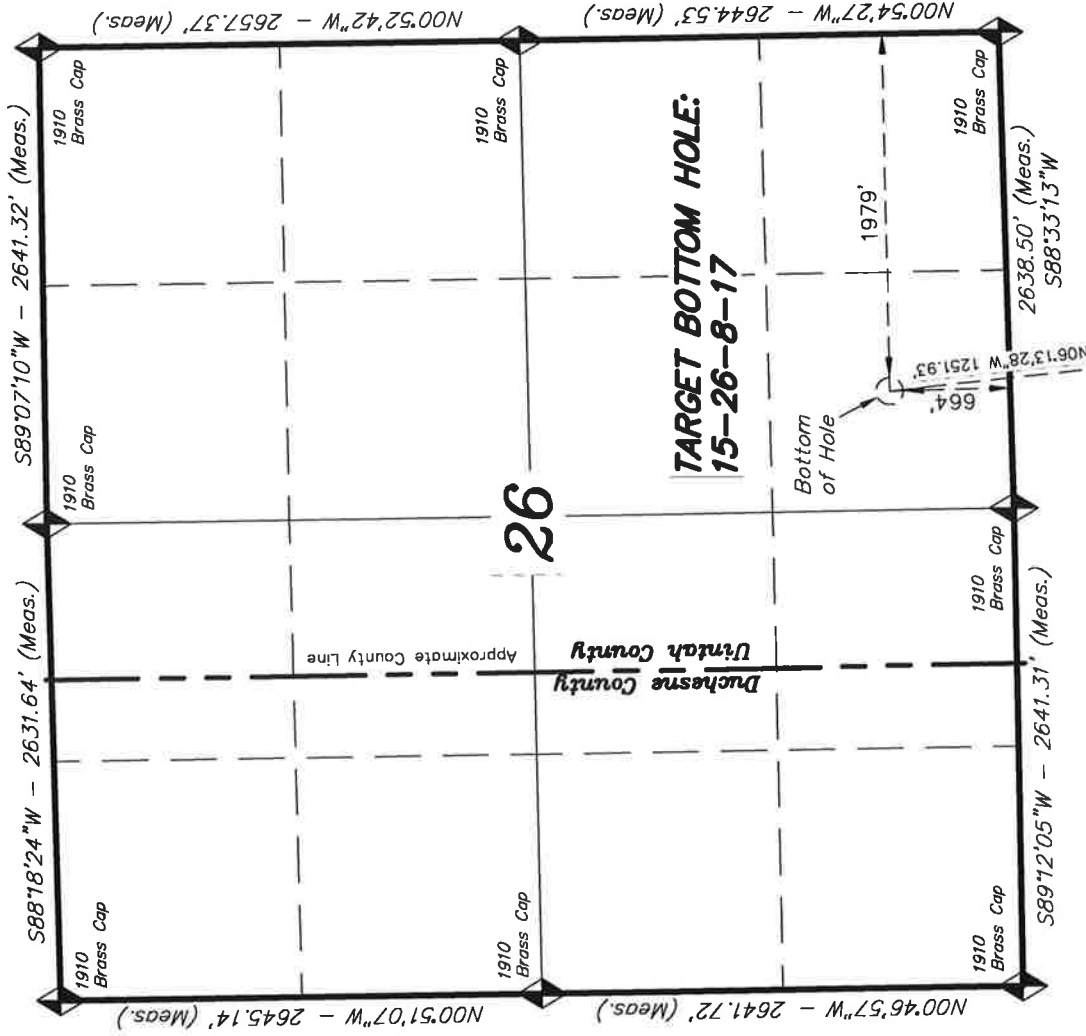 S88°18'24"W - 2631.64' (Meas.)
S89°07'10"W - 2641.32' (Meas.)
1910
Brass Cap
1910
Brass Cap
1910
Brass Cap
N00°51'07"W - 2645.14' (Meas.)
N00°52'42"W - 2657.37' (Meas.)
Approximate County Line
1910
Brass Cap
26
1910
Brass Cap
Duchesne County
Uintah County
TARGET BOTTOM HOLE:
15-26-8-17
N00°46'57"W - 2641.72' (Meas.)
N00°54'27"W - 2644.53' (Meas.)
1979'
Bottom
of Hole
664'
N06°13'28"W 1251.93'
1910
Brass Cap
1910
Brass Cap
1910
Brass Cap
S89°12'05"W - 2641.31' (Meas.)
2638.50' (Meas.)
S88°33'13"W